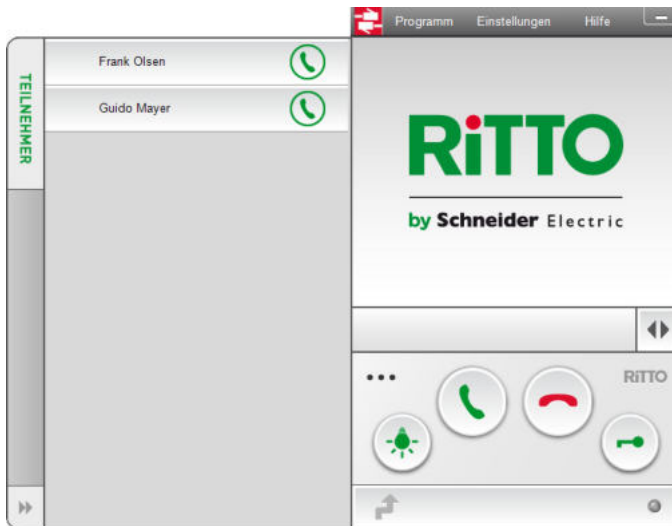 Programm Einstellungen Hilfe
TEILNEHMER
Frank Olsen
Guido Mayer
RiTTO
by Schneider Electric
RiTTO